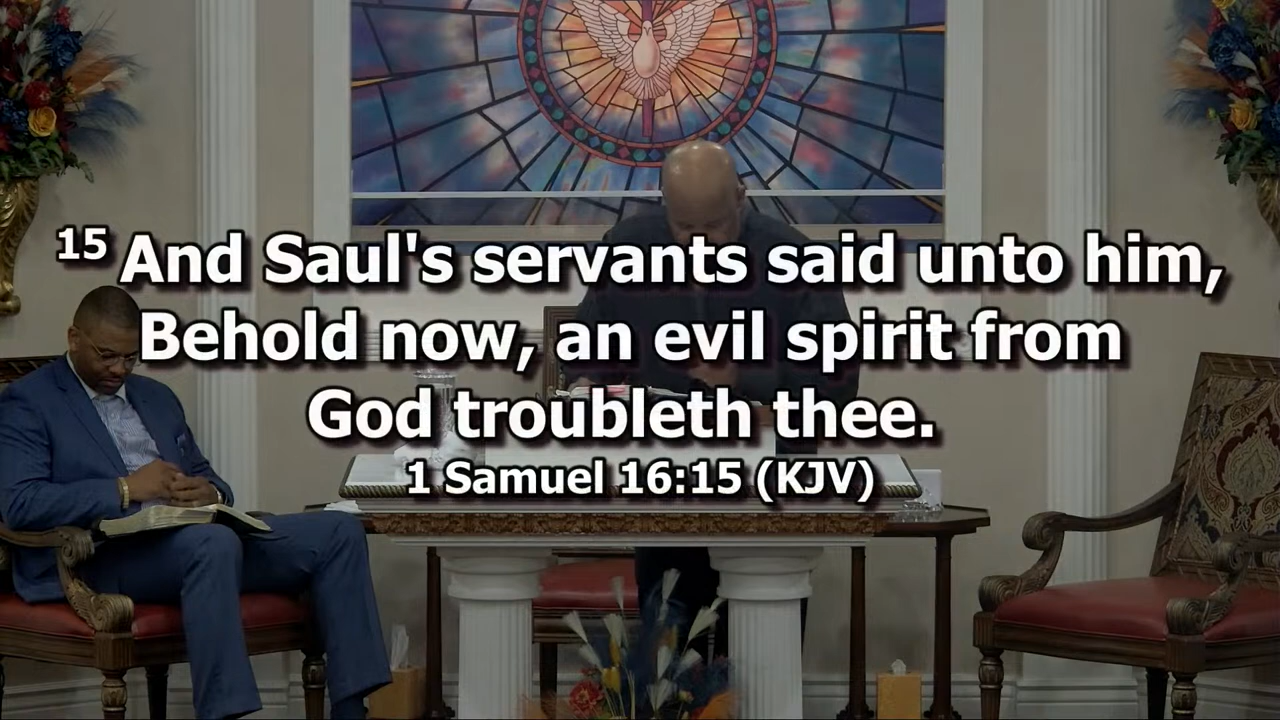 15 And Saul's servants said unto him,
Behold now, an evil spirit from
God troubleth thee.
1 Samuel 16:15 (KJV)